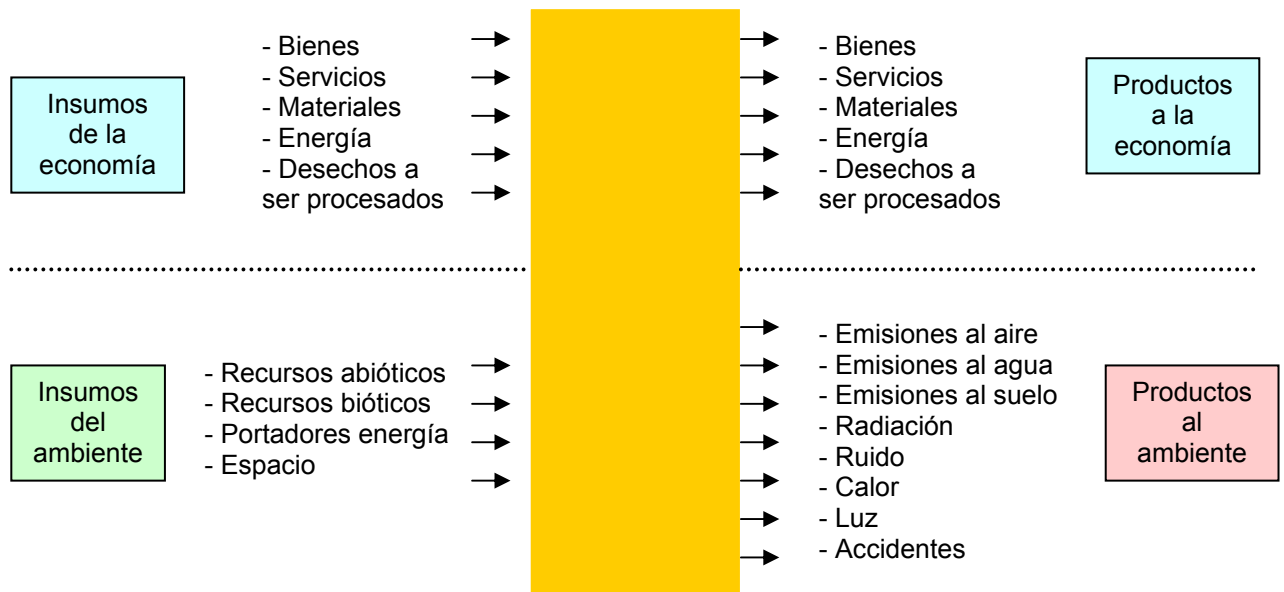 Insumos
de la
economía
- Bienes
- Servicios
- Materiales
- Energía
- Desechos a
ser procesados
- Bienes
- Servicios
- Materiales
- Energía
- Desechos a
ser procesados
Productos
a la
economía
Insumos
del
ambiente
- Recursos abióticos
- Recursos bióticos
- Portadores energía
- Espacio
- Emisiones al aire
- Emisiones al agua
- Emisiones al suelo
- Radiación
- Ruido
- Calor
- Luz
- Accidentes
Productos
al
ambiente